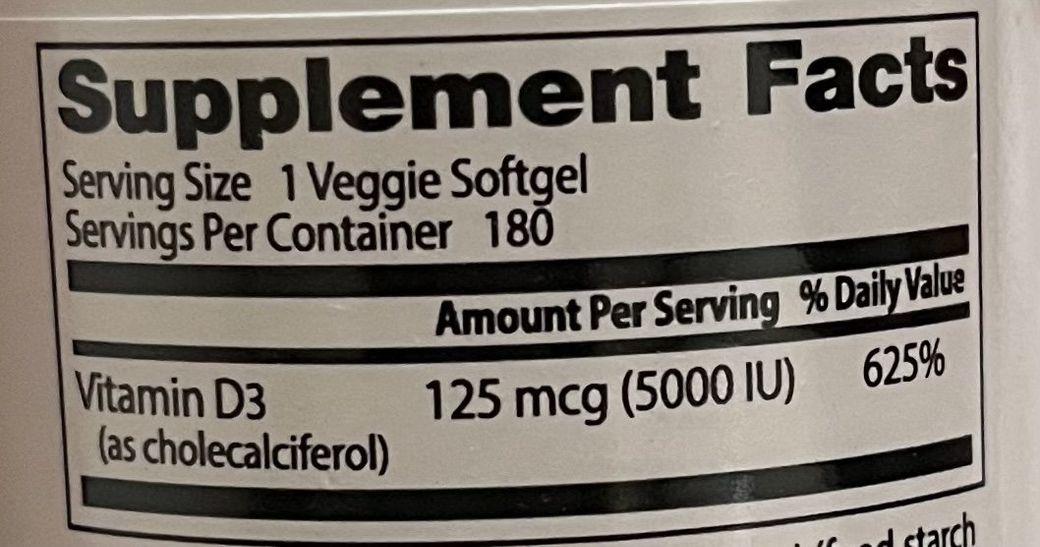 Supplement Facts
Serving Size 1 Veggie Softgel
Servings Per Container 180
Amount Per Serving % Daily Value
Vitamin D3 125 mcg (5000 IU) 625%
(as cholecalciferol)
starch